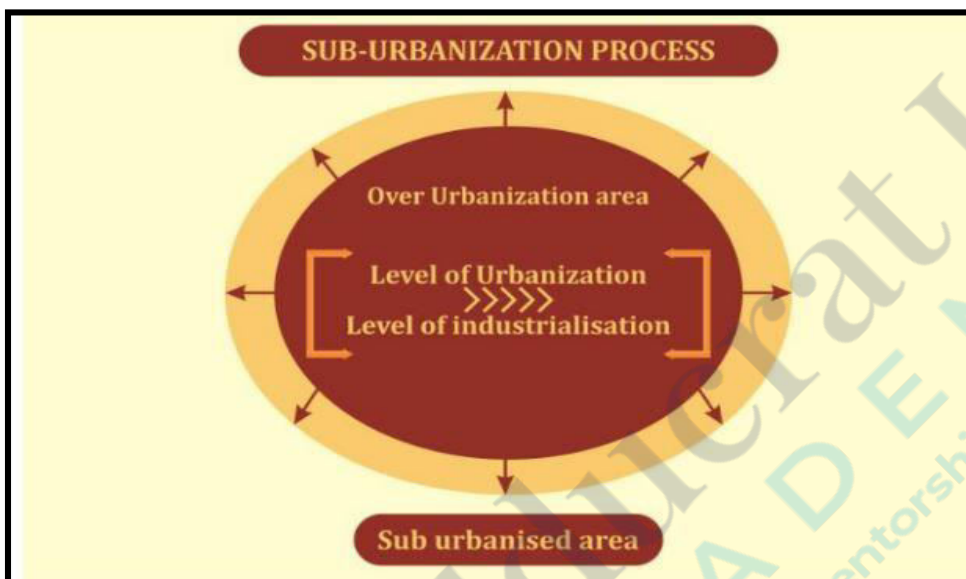 SUB-URBANIZATION PROCESS
Over Urbanization area
Level of Urbanization
>>>>>
Level of industrialisation
Sub urbanised area